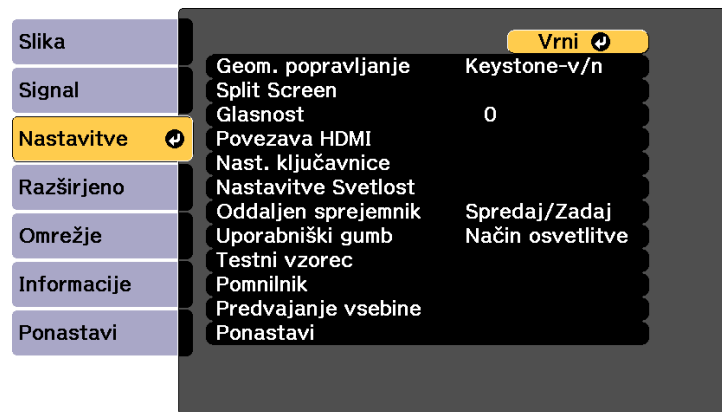 Slika
Signal
Nastavitve
Razširjeno
Omrežje
Informacije
Ponastavi
Vrni
Geom. popravljanje Keystone-v/n
Split Screen
Glasnost 0
Povezava HDMI
Nast. ključavnice
Nastavitve Svetlost
Oddaljen sprejemnik Spredaj/Zadaj
Uporabniški gumb Način osvetlitve
Testni vzorec
Pomnilnik
Predvajanje vsebine
Ponastavi